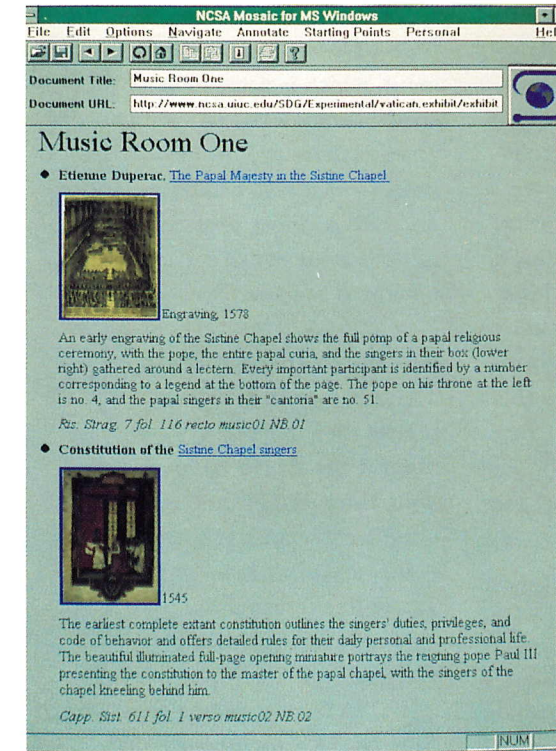 NCSA Mosaic for MS Windows
File Edit Options Navigate Annotate Starting Points Personal Hel
Document Title: Music Room One
Document URL: http://www.ncsa.uiuc.edu/SDG/Experimental/vatican.exhibit/exhibit
Music Room One
Etienne Duperac, The Papal Majesty in the Sistine Chapel
Engraving, 1578
An early engraving of the Sistine Chapel shows the full pomp of a papal religious
ceremony, with the pope, the entire papal curia, and the singers in their box (lower
right) gathered around a lectern. Every important participant is identified by a number
corresponding to a legend at the bottom of the page. The pope on his throne at the left
is no. 4, and the papal singers in their "cantoria" are no. 51.
Ris. Strag. 7 fol. 116 recto music01 NB.01
Constitution of the Sistine Chapel singers
1545
The earliest complete extant constitution outlines the singers' duties, privileges, and
code of behavior and offers detailed rules for their daily personal and professional life.
The beautiful illuminated full-page opening miniature portrays the reigning pope Paul III
presenting the constitution to the master of the papal chapel, with the singers of the
chapel kneeling behind him.
Capp. Sist. 611 fol. 1 verso music02 NB.02
NUM